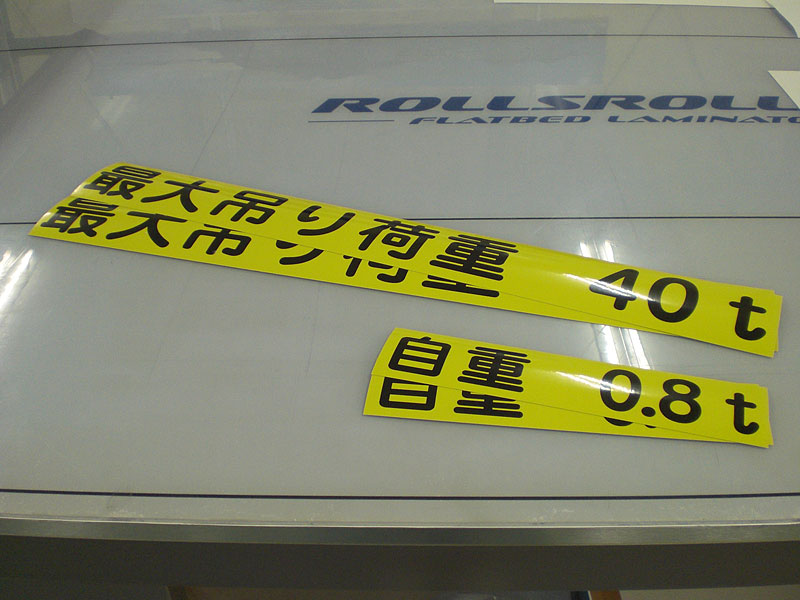 ROLLSROLL
FLATBED LAMINATO
最大吊り荷重 40t
最大吊り荷重
自重 0.8t
自重